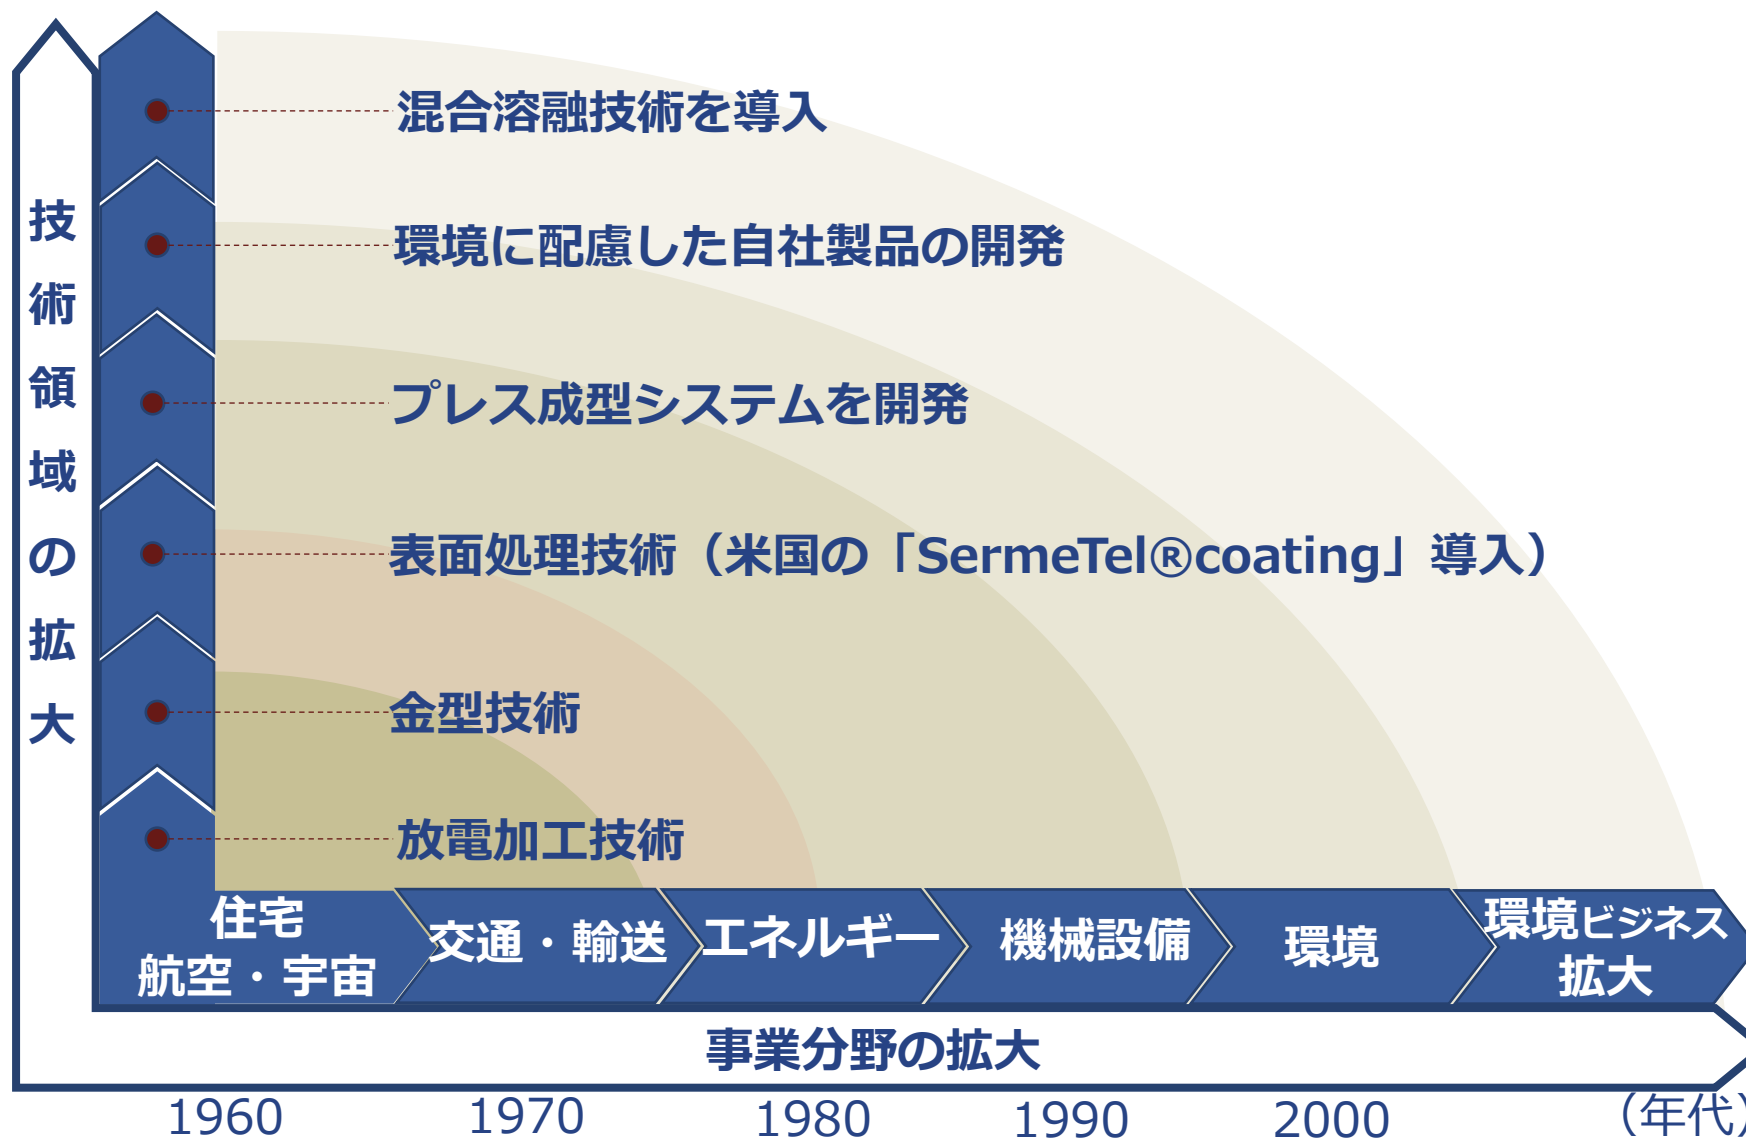 技術領域の拡大
混合溶融技術を導入
環境に配慮した自社製品の開発
プレス成型システムを開発
表面処理技術（米国の「SermeTel®coating」導入）
金型技術
放電加工技術
住宅
航空・宇宙
交通・輸送
エネルギー
機械設備
環境
環境ビジネス
拡大
事業分野の拡大
1960
1970
1980
1990
2000
（年代）